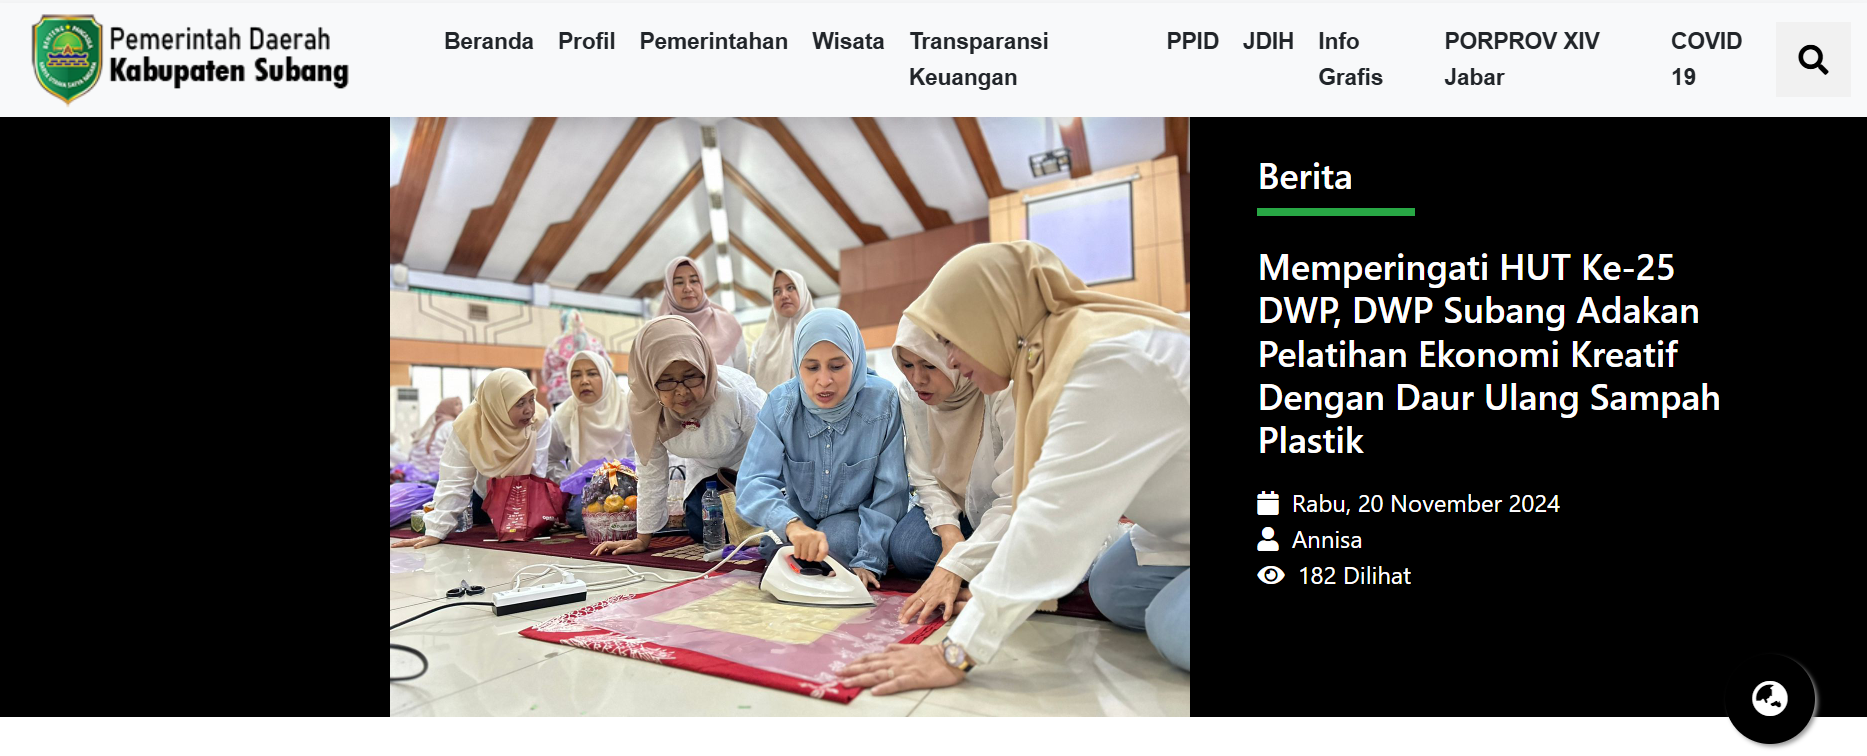 Pemerintah Daerah
Kabupaten Subang
Beranda
Profil
Pemerintahan
Wisata
Transparansi
Keuangan
PPID
JDIH
Info
Grafis
PORPROV XIV
Jabar
COVID
19
Berita
Memperingati HUT Ke-25
DWP, DWP Subang Adakan
Pelatihan Ekonomi Kreatif
Dengan Daur Ulang Sampah
Plastik
Rabu, 20 November 2024
Annisa
182 Dilihat